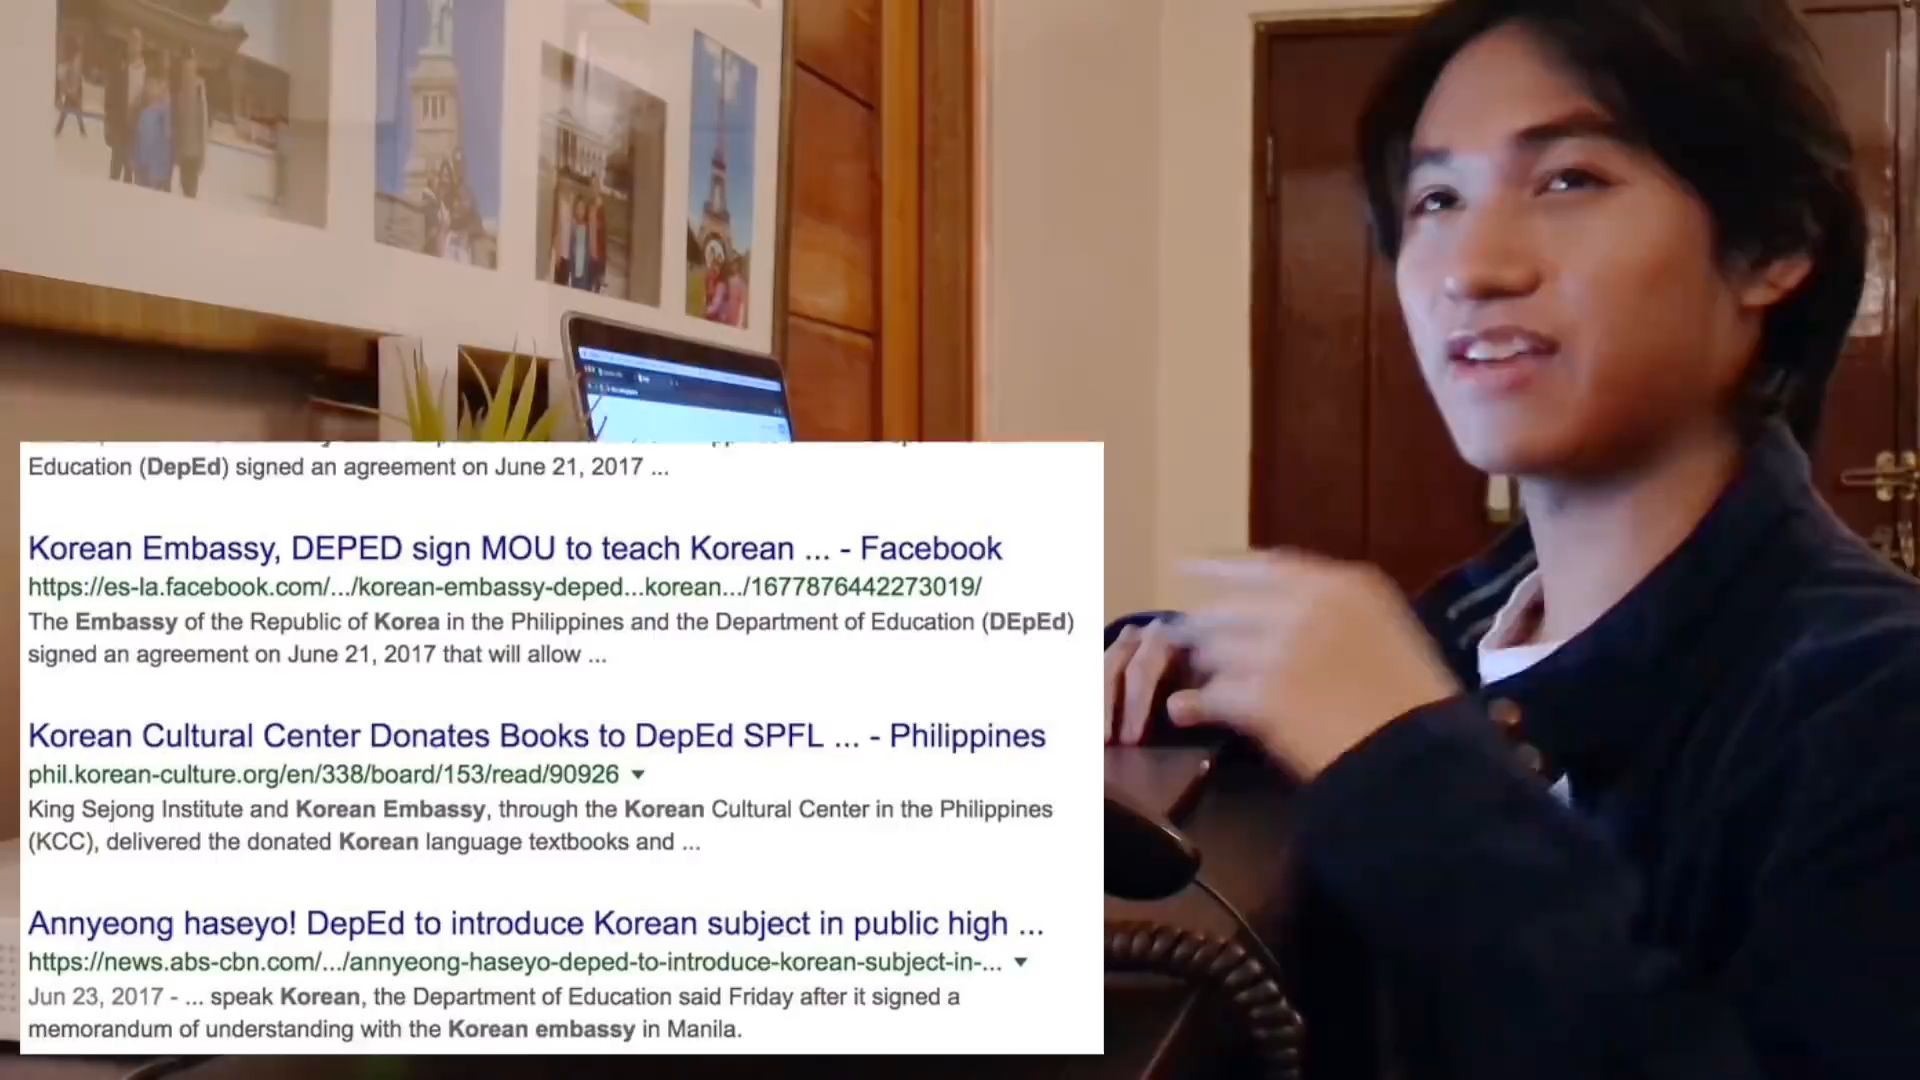 Education (DepEd) signed an agreement on June 21, 2017 ...
Korean Embassy, DEPED sign MOU to teach Korean ... - Facebook
https://es-la.facebook.com/.../korean-embassy-deped...korean.../1677876442273019/
The Embassy of the Republic of Korea in the Philippines and the Department of Education (DEpEd)
signed an agreement on June 21, 2017 that will allow ...
Korean Cultural Center Donates Books to DepEd SPFL ... - Philippines
phil.korean-culture.org/en/338/board/153/read/90926
King Sejong Institute and Korean Embassy, through the Korean Cultural Center in the Philippines
(KCC), delivered the donated Korean language textbooks and ...
Annyeong haseyo! DepEd to introduce Korean subject in public high ...
https://news.abs-cbn.com/.../annyeong-haseyo-deped-to-introduce-korean-subject-in-...
Jun 23, 2017 - ... speak Korean, the Department of Education said Friday after it signed a
memorandum of understanding with the Korean embassy in Manila.